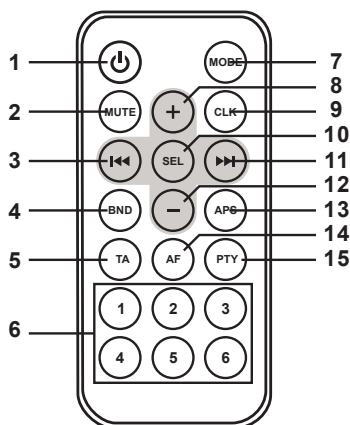 1 MODE 7
8
2 MUTE + CLK 9
10
3 SEL 11
12
4 BND − APS 13
14
5 TA AF PTY 15
6
1 2 3
4 5 6